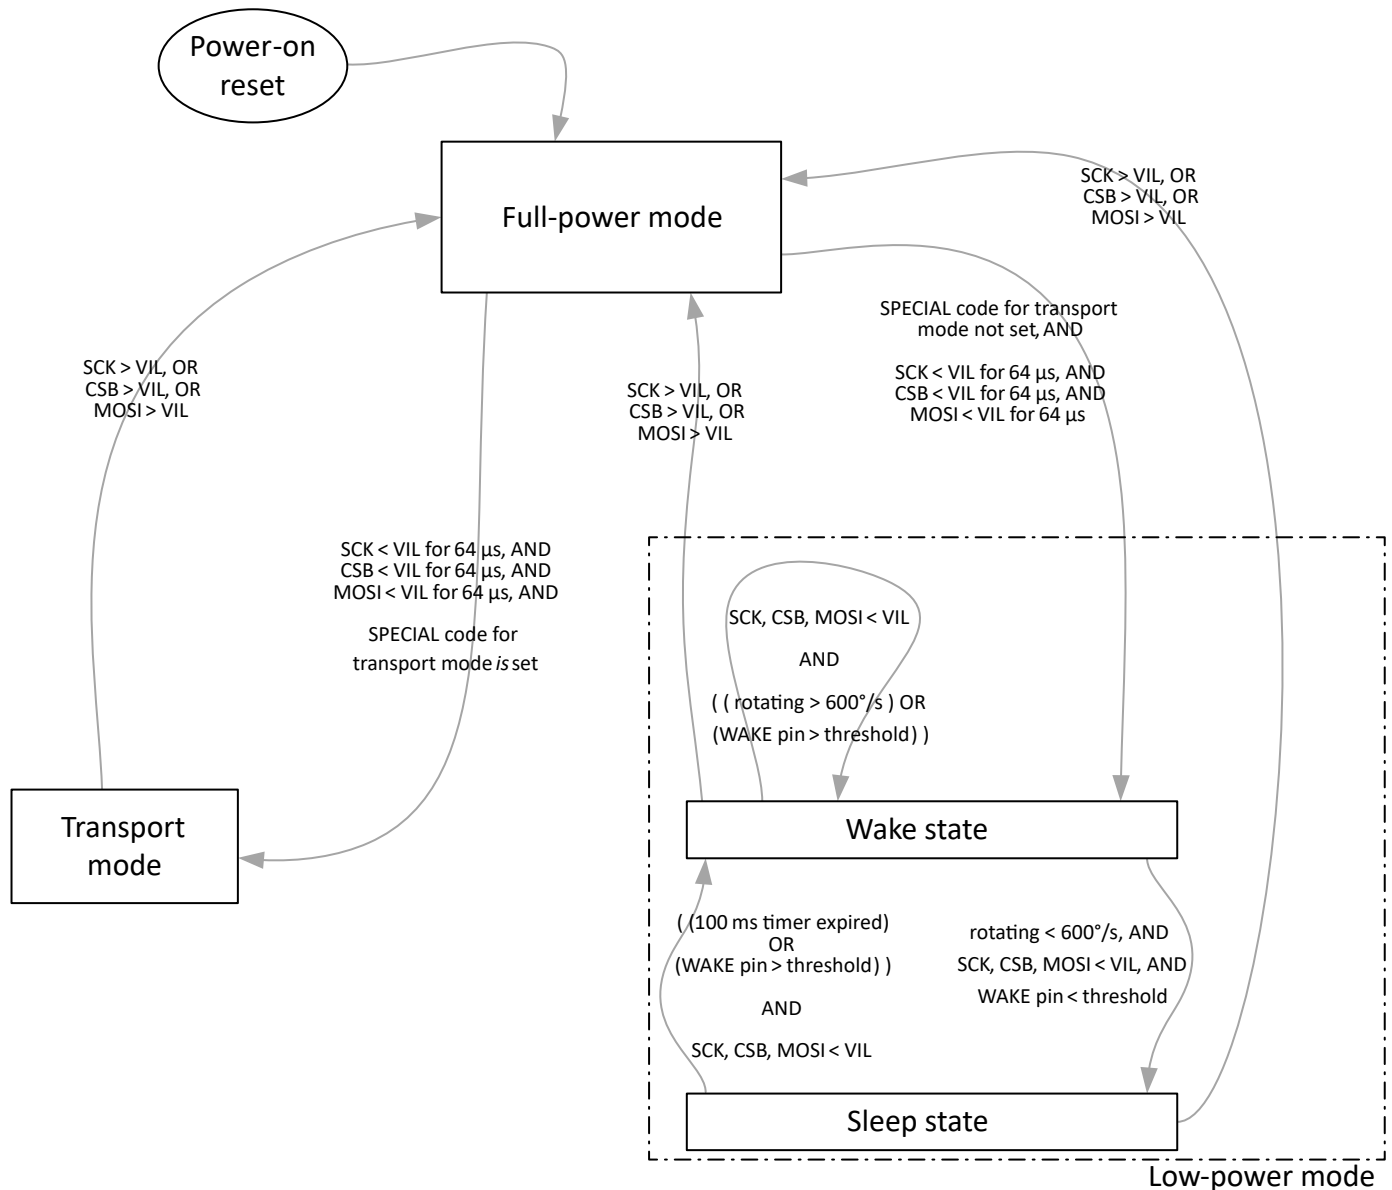 Power-on
reset
Full-power mode
SCK > VIL, OR
CSB > VIL, OR
MOSI > VIL
SPECIAL code for transport
mode not set, AND
SCK < VIL for 64 µs, AND
CSB < VIL for 64 µs, AND
MOSI < VIL for 64 µs
SCK > VIL, OR
CSB > VIL, OR
MOSI > VIL
SCK > VIL, OR
CSB > VIL, OR
MOSI > VIL
SCK < VIL for 64 µs, AND
CSB < VIL for 64 µs, AND
MOSI < VIL for 64 µs, AND
SPECIAL code for
transport mode is set
SCK, CSB, MOSI < VIL
AND
( ( rotating > 600°/s ) OR
(WAKE pin > threshold) )
Transport
mode
Wake state
( (100 ms timer expired)
OR
(WAKE pin > threshold) )
AND
SCK, CSB, MOSI < VIL
rotating < 600°/s, AND
SCK, CSB, MOSI < VIL, AND
WAKE pin < threshold
Sleep state
Low-power mode